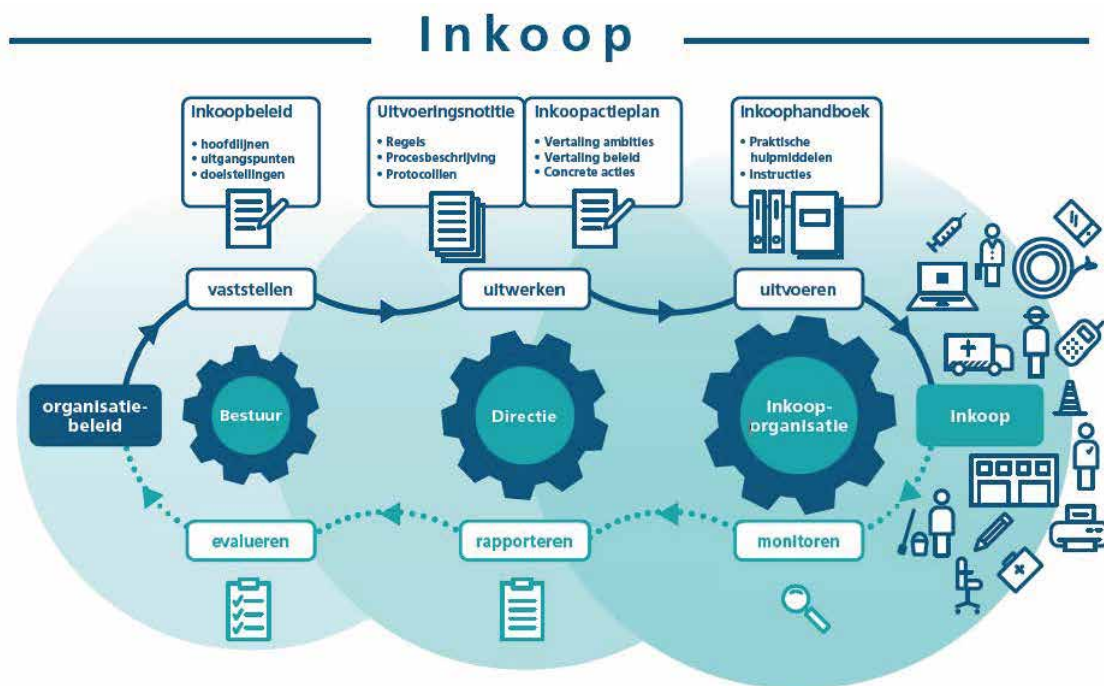 Inkoop
Inkoopbeleid
• hoofdlijnen
• uitgangspunten
• doelstellingen
Uitvoeringsnotitie
• Regels
• Procesbeschrijving
• Protocollen
Inkoopactieplan
• Vertaling ambities
• Vertaling beleid
• Concrete acties
Inkoophandboek
• Praktische
hulpmiddelen
• Instructies
vaststellen
uitwerken
uitvoeren
organisatie-
beleid
Bestuur
Directie
Inkoop-
organisatie
Inkoop
evalueren
rapporteren
monitoren